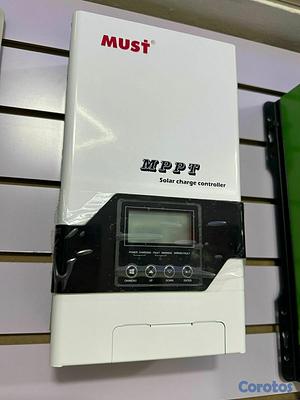 MUST
MPPT
Solar charge controller
CHARGING
UP
DOWN
ENTER
Corotos